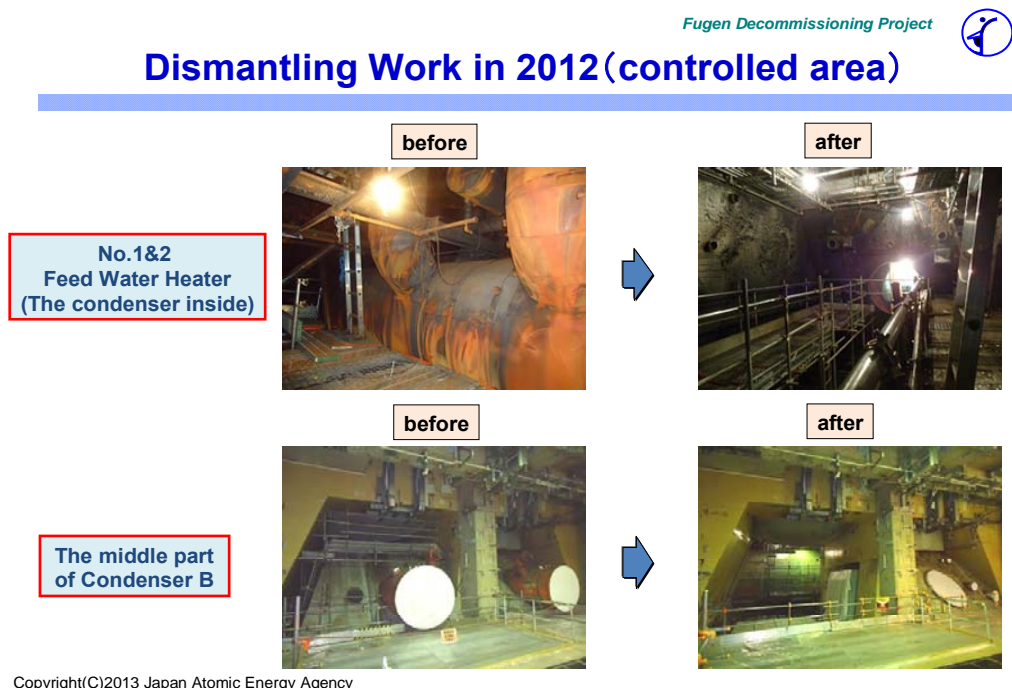 Fugen Decommissioning Project
Dismantling Work in 2012（controlled area）
before
after
No.1&2
Feed Water Heater
(The condenser inside)
before
after
The middle part
of Condenser B
Copyright(C)2013 Japan Atomic Energy Agency